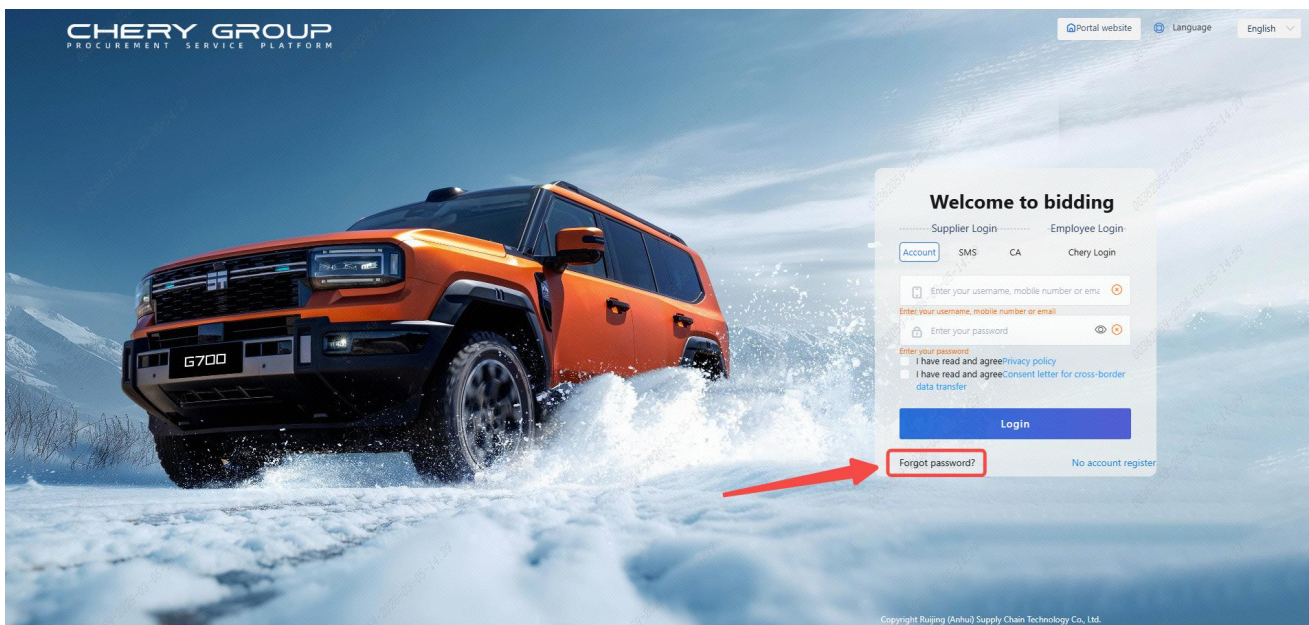 CHERY GROUP
PROCUREMENT SERVICE PLATFORM
Portal website
Language
English
Welcome to bidding
Supplier Login
Employee Login
Account
SMS
CA
Chery Login
Enter your username, mobile number or ema
Enter your username, mobile number or email
Enter your password
Enter your password
I have read and agreePrivacy policy
I have read and agreeConsent letter for cross-border
data transfer
Login
Forgot password?
No account register
G700
Copyright Ruijing (Anhui) Supply Chain Technology Co., Ltd.